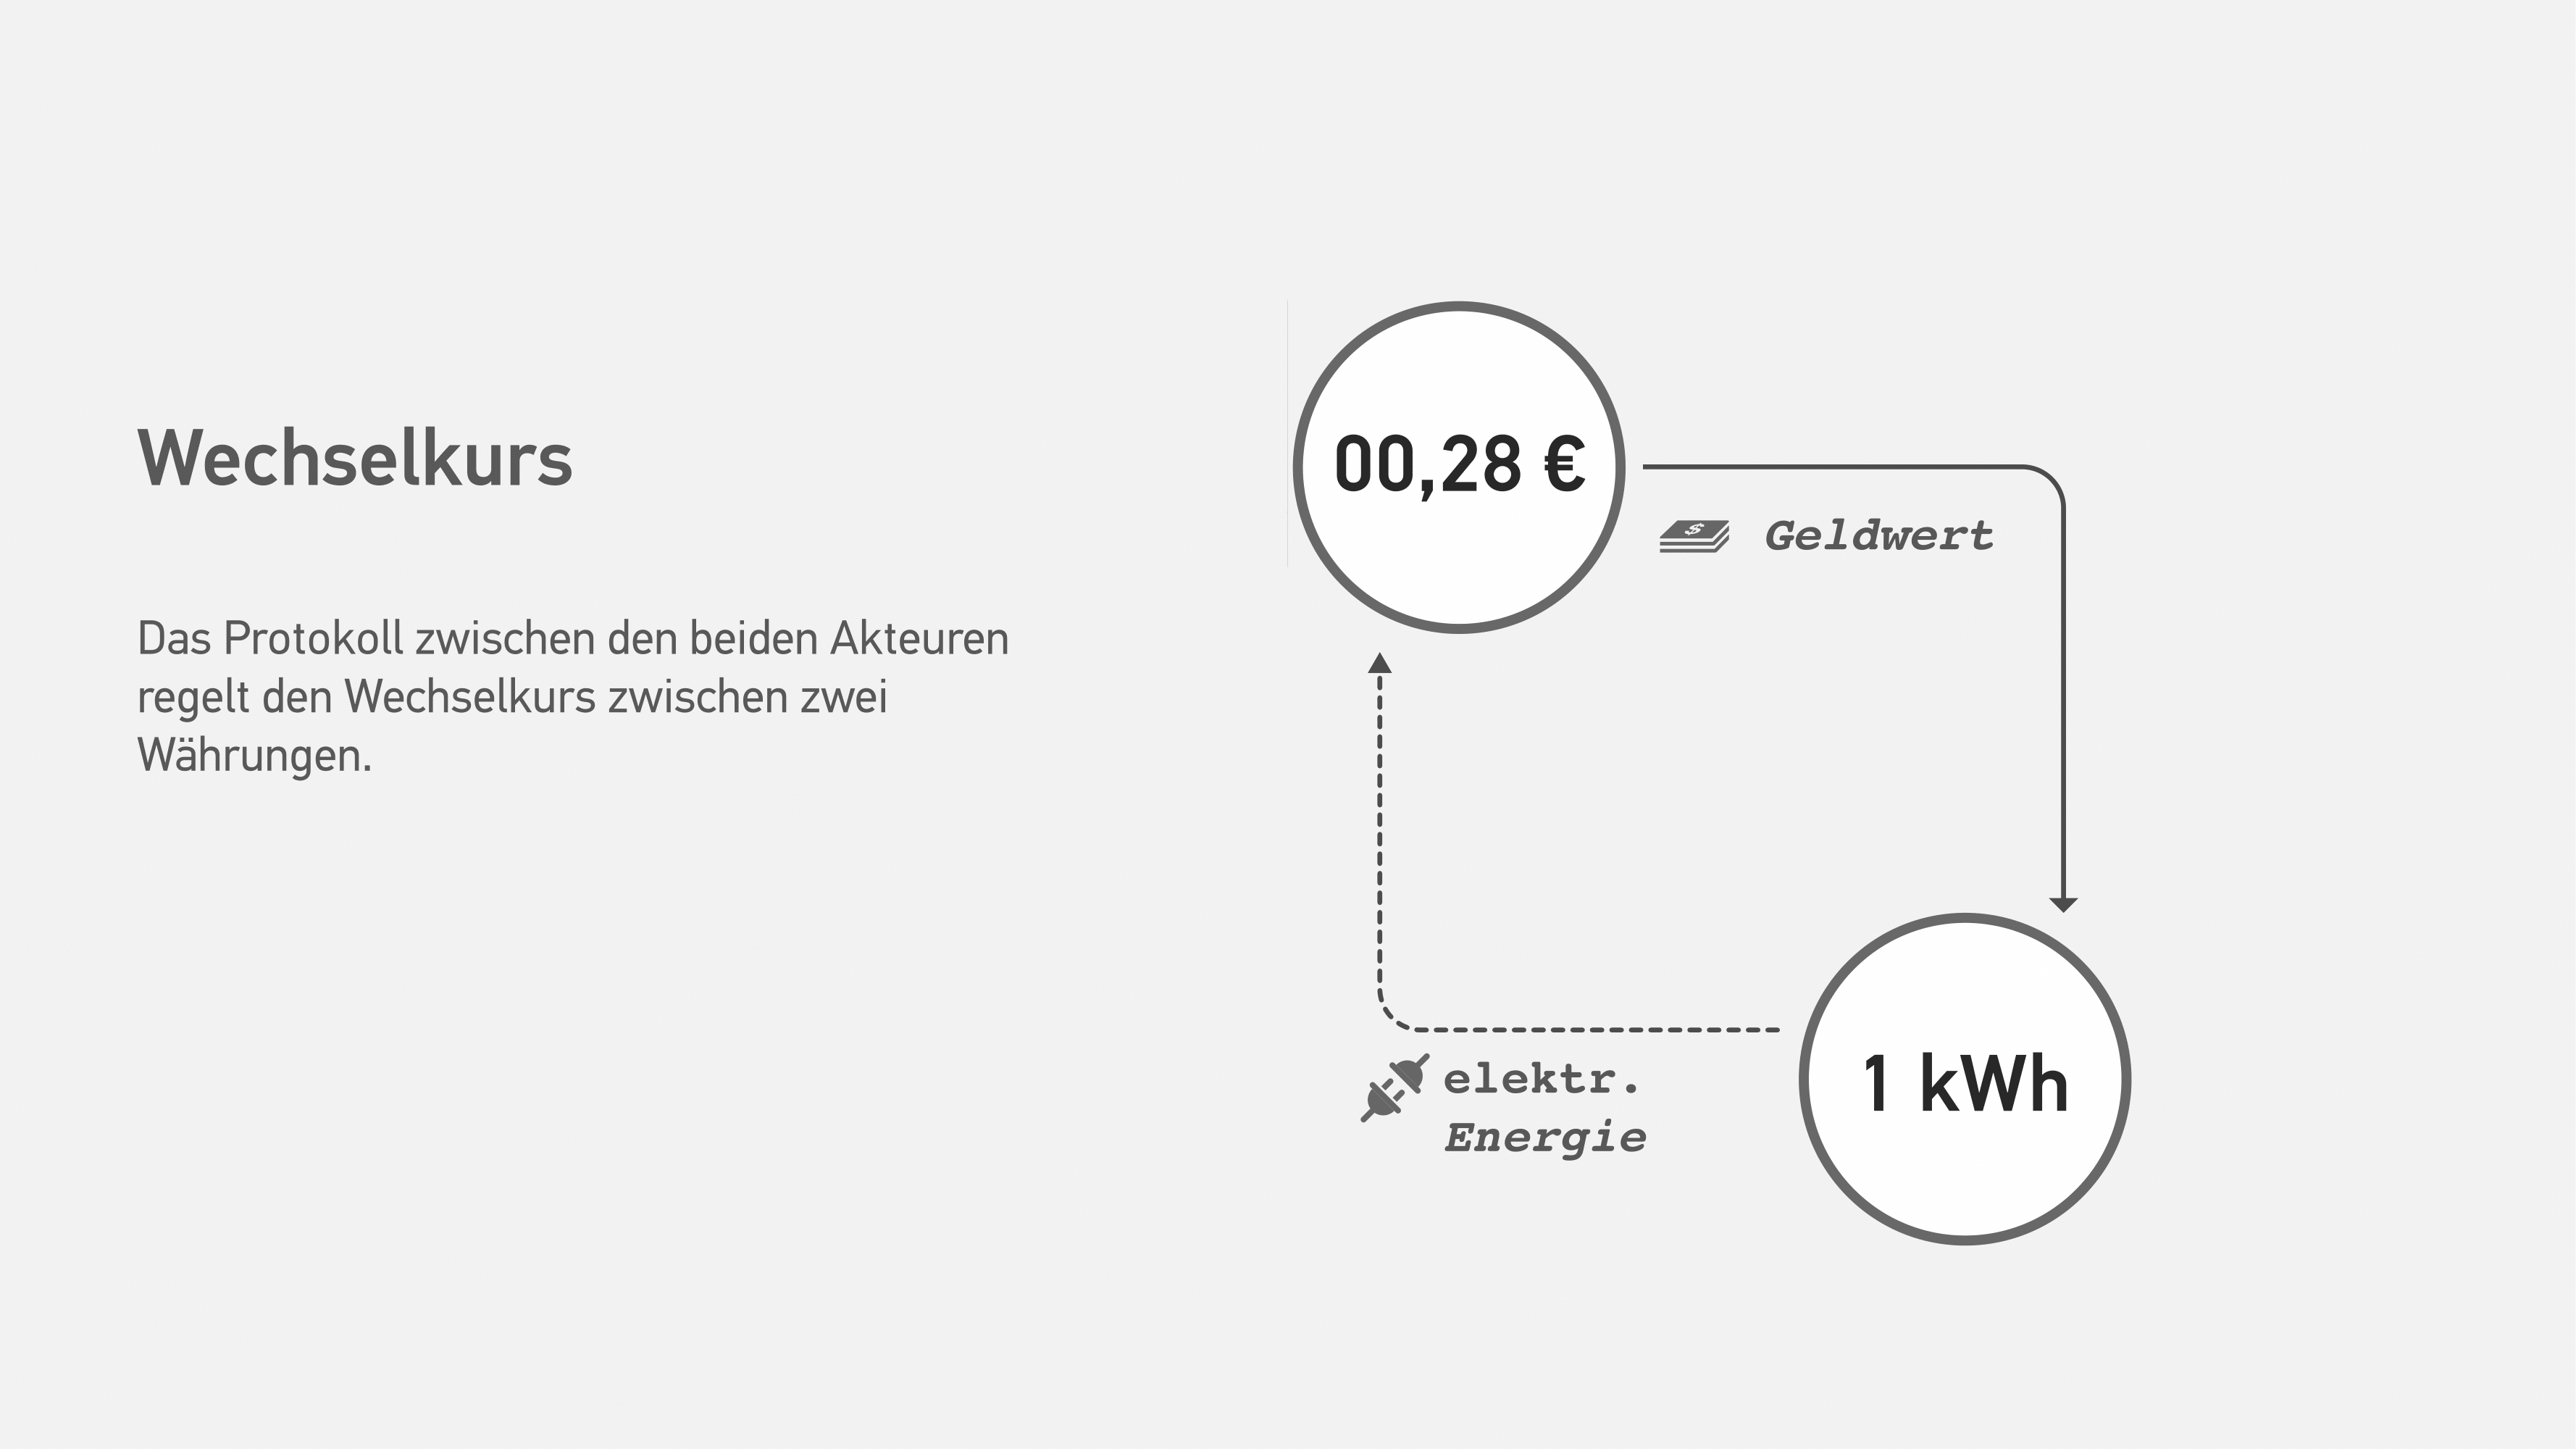 Wechselkurs
Das Protokoll zwischen den beiden Akteuren
regelt den Wechselkurs zwischen zwei
Währungen.
00,28 €
$ Geldwert
elektr.
Energie
1 kWh